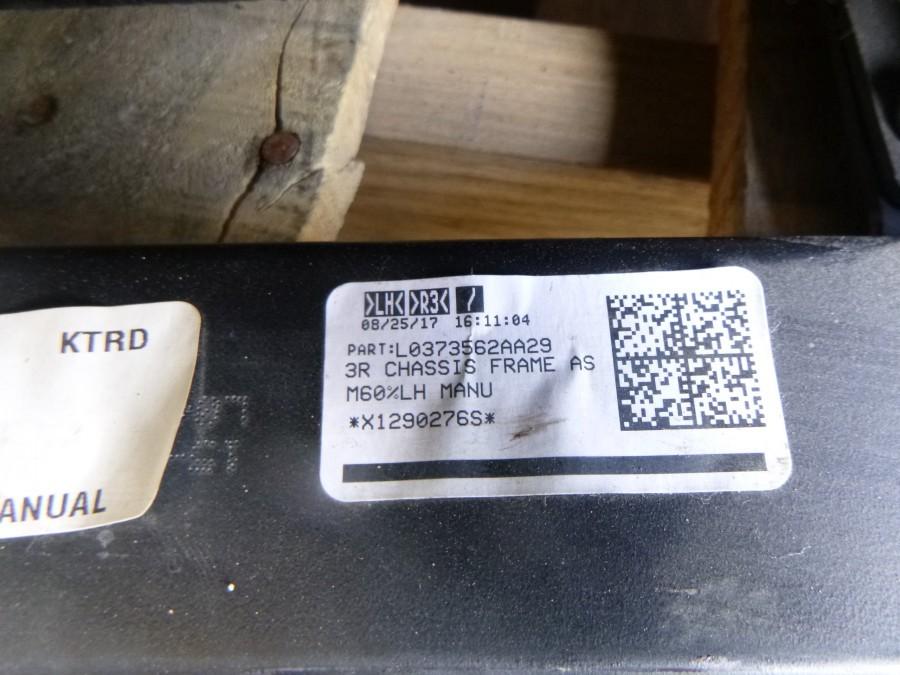 KTRD
ANUAL
>LH< >R3< /
08/25/17 16:11:04
PART:L0373562AA29
3R CHASSIS FRAME AS
M60%LH MANU
*X1290276S*